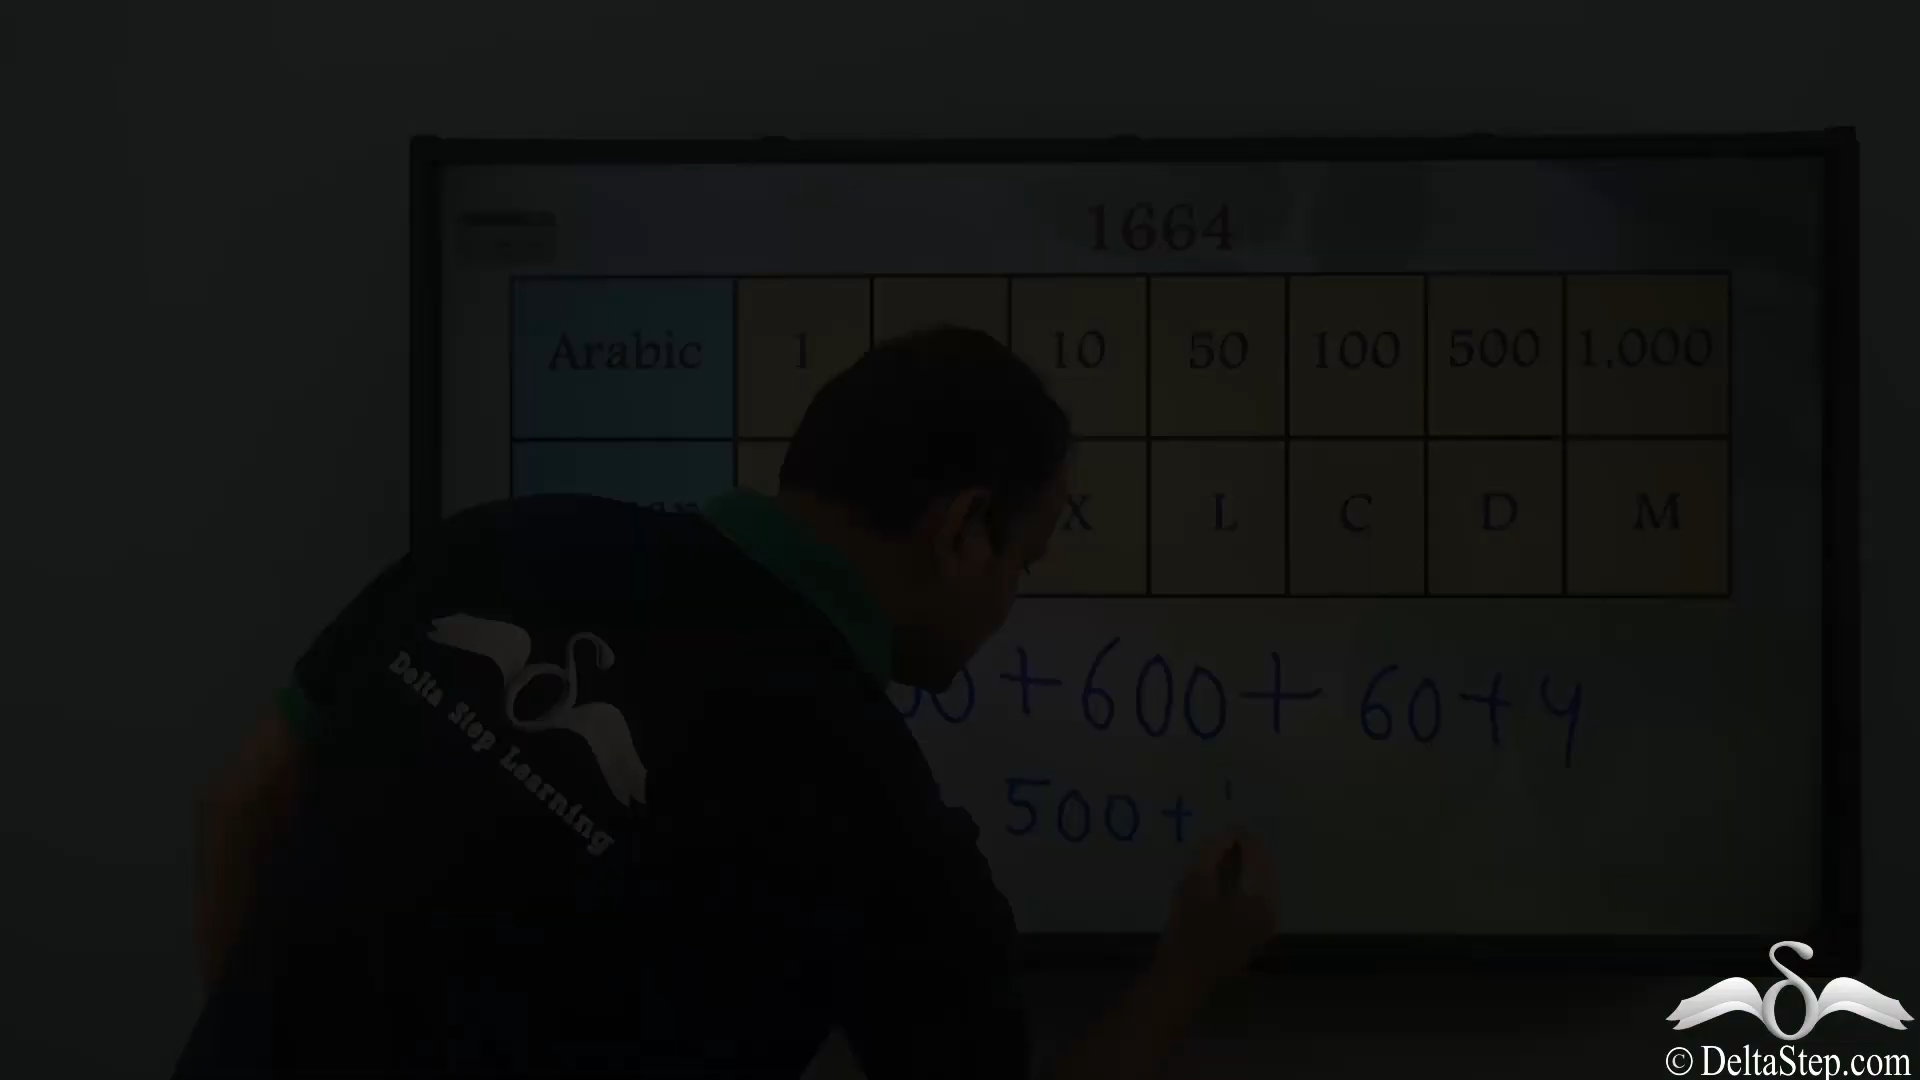 1664
Arabic 1 10 50 100 500 1,000
X L C D M
+ 600 + 60 + 4
500 +
Delta Step Learning
© DeltaStep.com